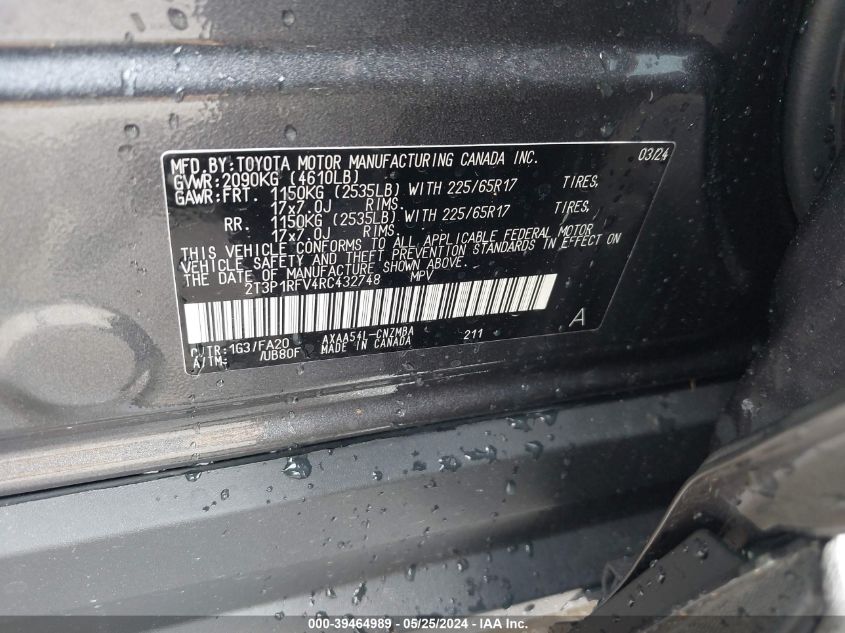 MFD.BY:TOYOTA MOTOR MANUFACTURING CANADA INC. 03/24
GVWR:2090KG (4610LB)
GAWR:FRT. 1150KG (2535LB) WITH 225/65R17 TIRES,
17x7.0J RIMS.
RR. 1150KG (2535LB) WITH 225/65R17 TIRES,
17x7.0J RIMS.
THIS VEHICLE CONFORMS TO ALL APPLICABLE FEDERAL MOTOR
VEHICLE SAFETY AND THEFT PREVENTION STANDARDS IN EFFECT ON
THE DATE OF MANUFACTURE SHOWN ABOVE.
2T3P1RFV4RC432748 MPV
C/TR:1G3/FA20 AXAA54L-CNZMBA 211 A
A/TM: /UB80F MADE IN CANADA
000-39464989 - 05/25/2024 - IAA Inc.